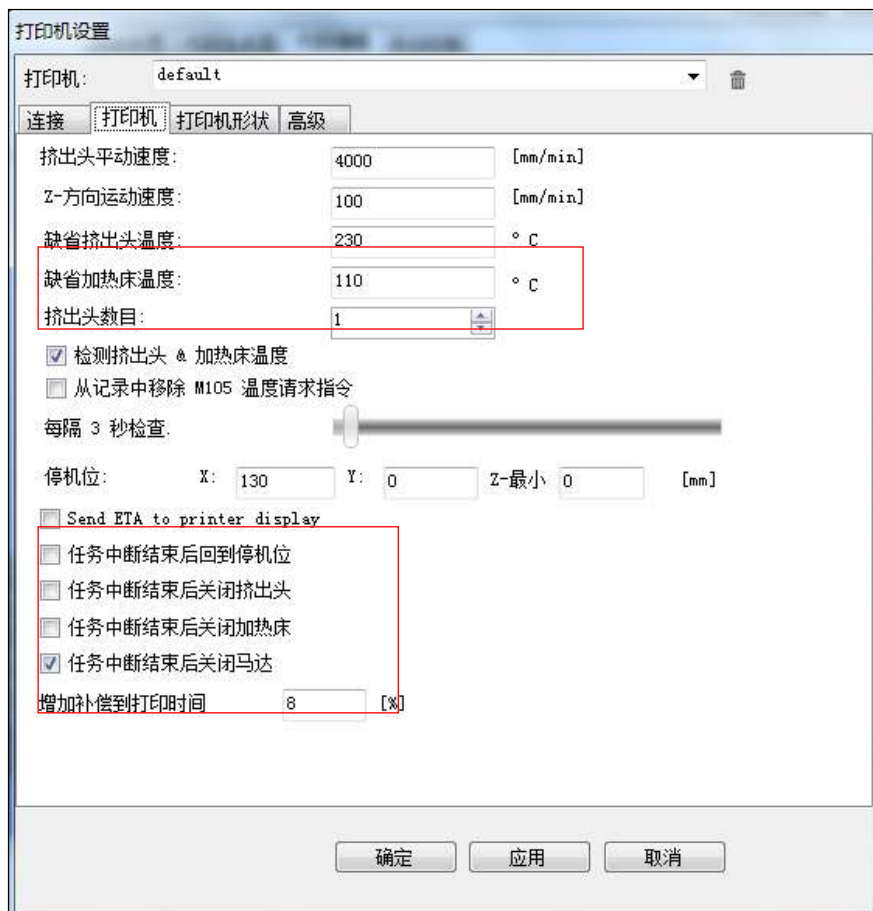 打印机设置
打印机: default
连接 打印机 打印机形状 高级
挤出头平动速度: 4000 [mm/min]
Z-方向运动速度: 100 [mm/min]
缺省挤出头温度: 230 ° C
缺省加热床温度: 110 ° C
挤出头数目: 1
检测挤出头 & 加热床温度
从记录中移除 M105 温度请求指令
每隔 3 秒检查.
停机位: X: 130 Y: 0 Z-最小 0 [mm]
Send ETA to printer display
任务中断结束后回到停机位
任务中断结束后关闭挤出头
任务中断结束后关闭加热床
任务中断结束后关闭马达
增加补偿到打印时间 8 [%]
确定 应用 取消